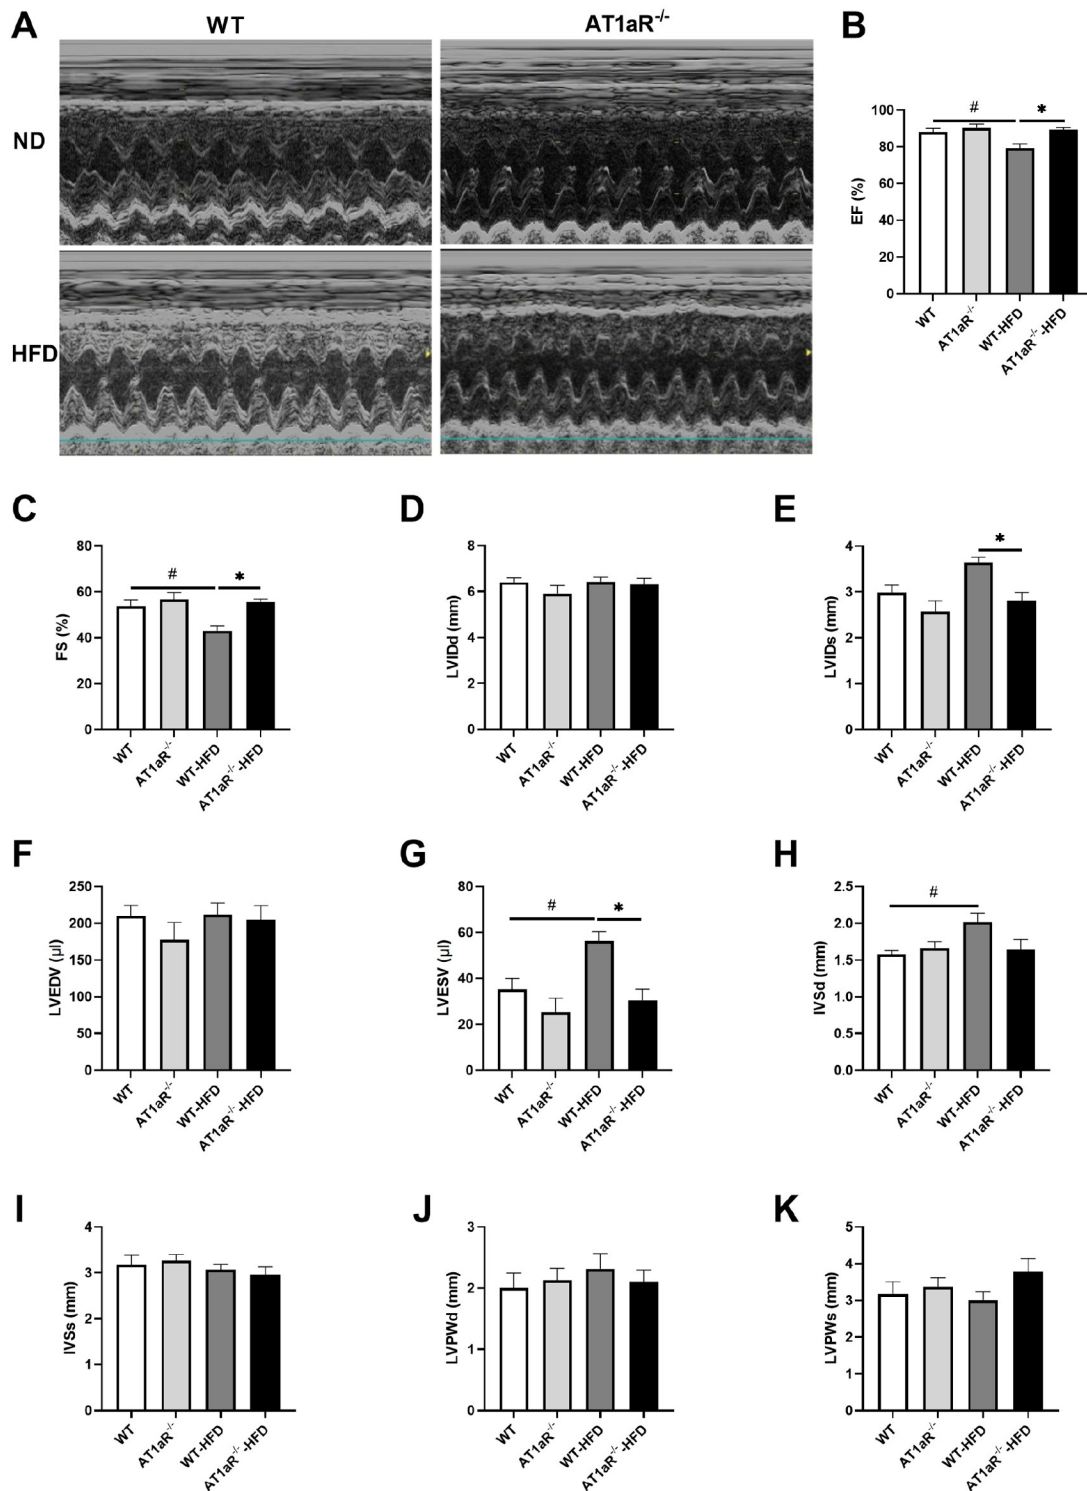 A
WT
AT1aR-/-
ND
HFD
B
EF (%)
100
80
60
40
20
0
#
*
WT
AT1aR-/-
WT-HFD
AT1aR-/--HFD
C
FS (%)
80
60
40
20
0
#
*
WT
AT1aR-/-
WT-HFD
AT1aR-/--HFD
D
LVIDd (mm)
8
6
4
2
0
WT
AT1aR-/-
WT-HFD
AT1aR-/--HFD
E
LVIDs (mm)
4
3
2
1
0
*
WT
AT1aR-/-
WT-HFD
AT1aR-/--HFD
F
LVEDV (µl)
250
200
150
100
50
0
WT
AT1aR-/-
WT-HFD
AT1aR-/--HFD
G
LVESV (µl)
80
60
40
20
0
#
*
WT
AT1aR-/-
WT-HFD
AT1aR-/--HFD
H
IVSd (mm)
2.5
2.0
1.5
1.0
0.5
0.0
#
WT
AT1aR-/-
WT-HFD
AT1aR-/--HFD
I
IVSs (mm)
4
3
2
1
0
WT
AT1aR-/-
WT-HFD
AT1aR-/--HFD
J
LVPWd (mm)
3
2
1
0
WT
AT1aR-/-
WT-HFD
AT1aR-/--HFD
K
LVPWs (mm)
5
4
3
2
1
0
WT
AT1aR-/-
WT-HFD
AT1aR-/--HFD